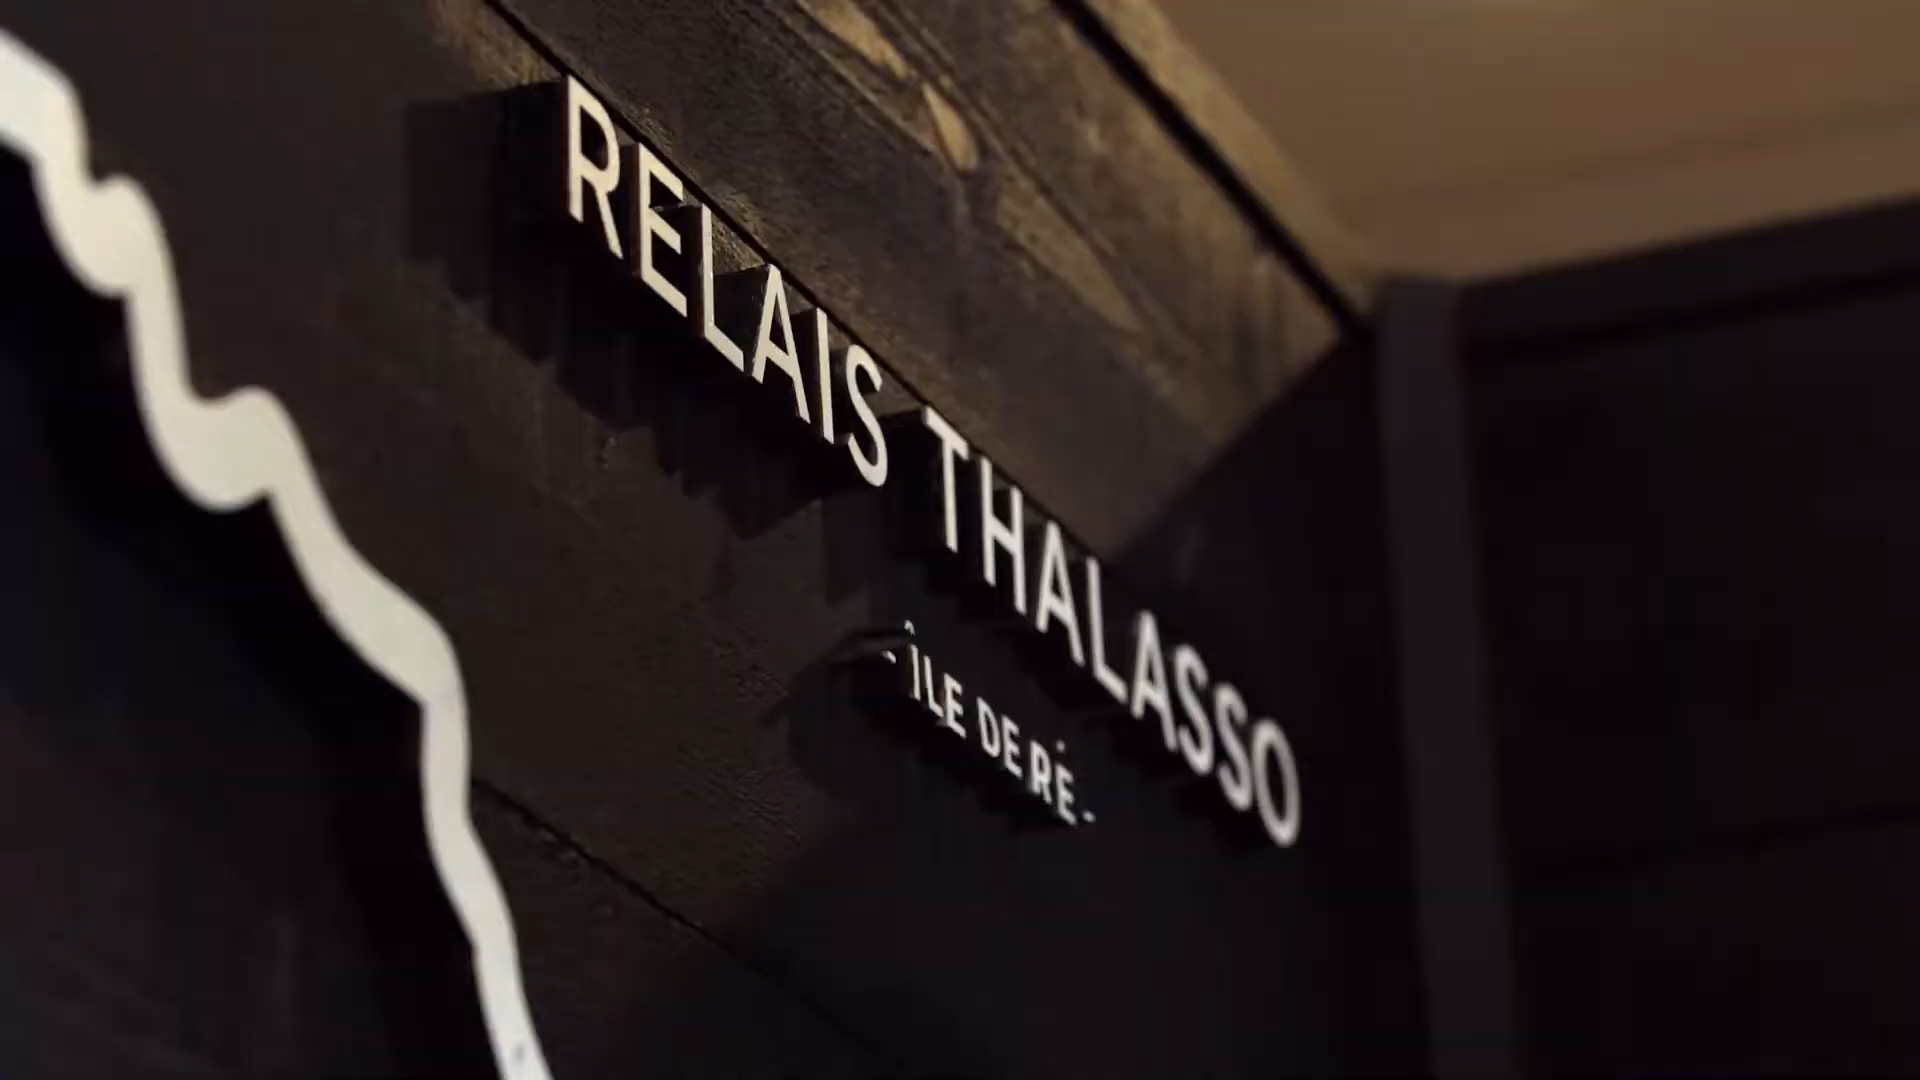 RELAIS THALASSO
- ÎLE DE RÉ -